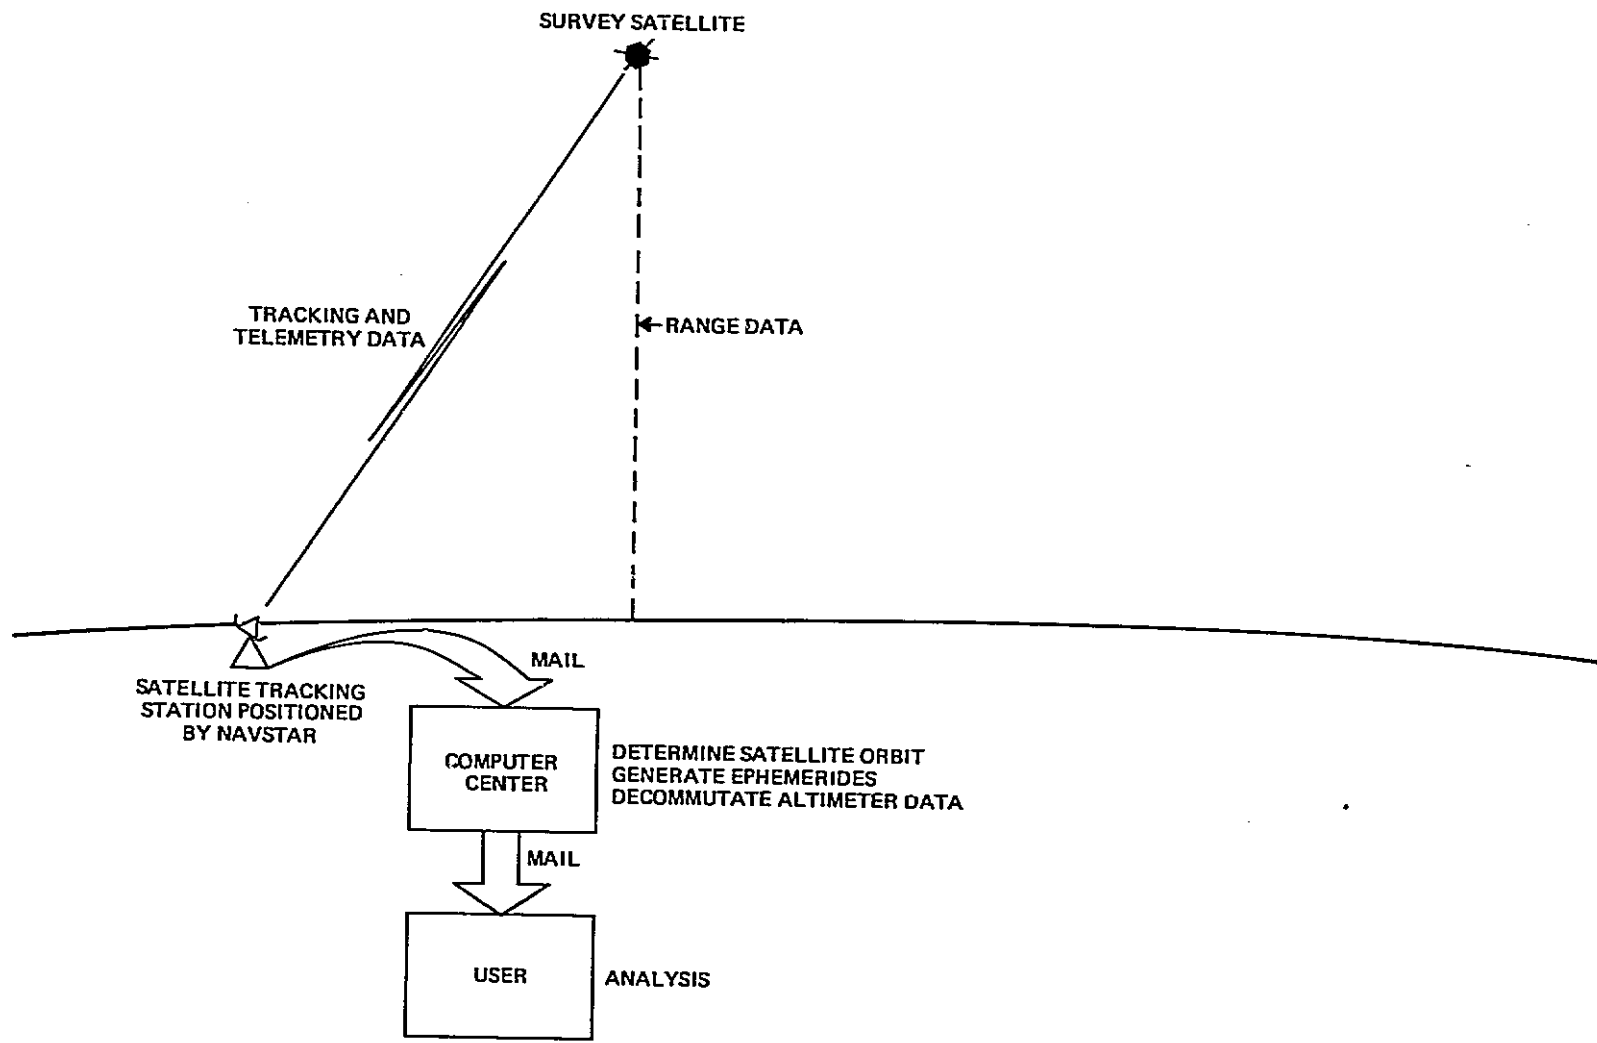 SURVEY SATELLITE
TRACKING AND
TELEMETRY DATA
RANGE DATA
MAIL
SATELLITE TRACKING
STATION POSITIONED
BY NAVSTAR
COMPUTER
CENTER
DETERMINE SATELLITE ORBIT
GENERATE EPHEMERIDES
DECOMMUTATE ALTIMETER DATA
MAIL
USER
ANALYSIS